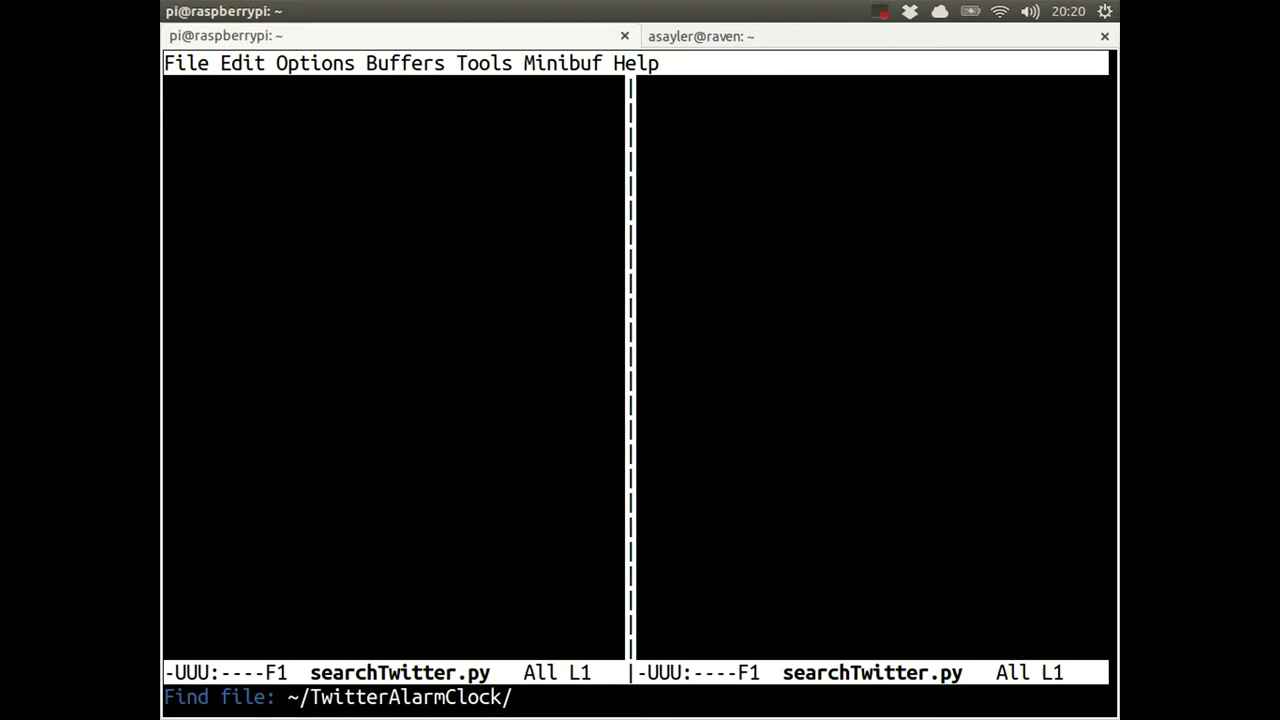 pi@raspberrypi: ~
20:20
pi@raspberrypi: ~ × asayler@raven: ~ ×
File Edit Options Buffers Tools Minibuf Help
-UUU:----F1 searchTwitter.py All L1 |-UUU:----F1 searchTwitter.py All L1
Find file: ~/TwitterAlarmClock/